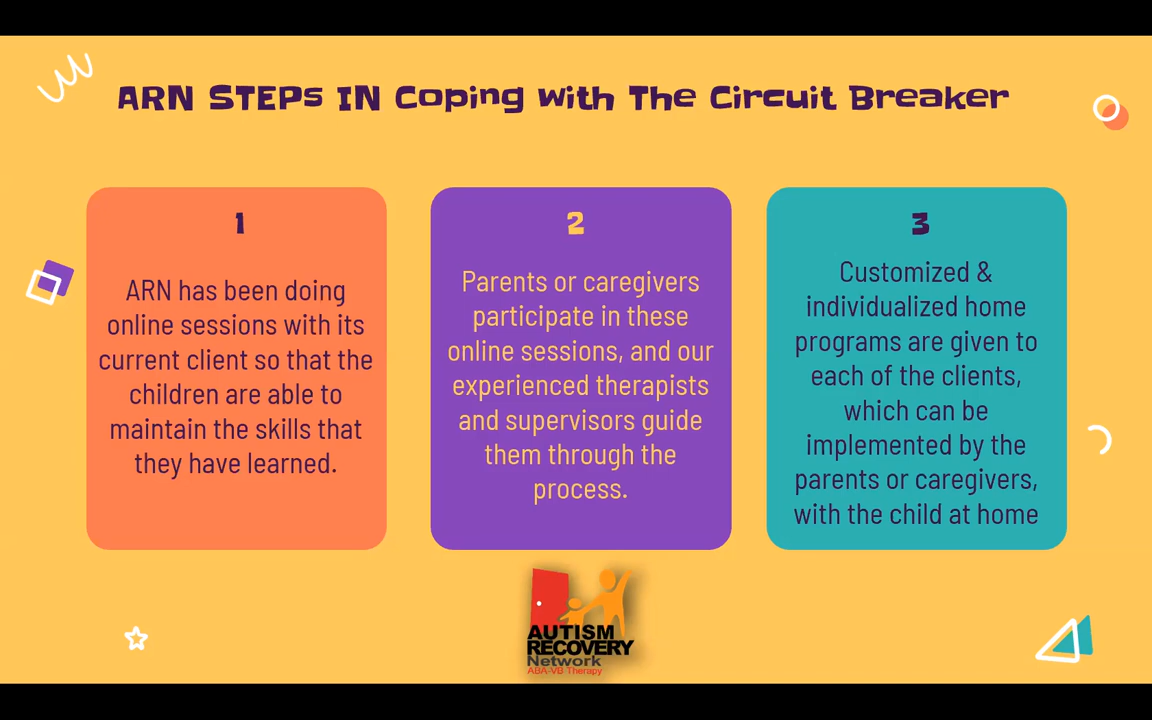 ARN STEPs IN Coping with The Circuit Breaker
1
ARN has been doing
online sessions with its
current client so that the
children are able to
maintain the skills that
they have learned.
2
Parents or caregivers
participate in these
online sessions, and our
experienced therapists
and supervisors guide
them through the
process.
3
Customized &
individualized home
programs are given to
each of the clients,
which can be
implemented by the
parents or caregivers,
with the child at home
AUTISM
RECOVERY
Network
ABA-VB Therapy